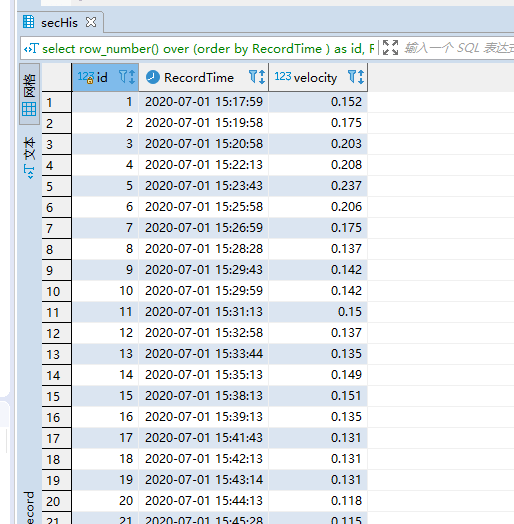 secHis
select row_number() over (order by RecordTime ) as id, R
输入一个 SQL 表达式
网格
文本
ecord
123 id RecordTime 123 velocity
1 1 2020-07-01 15:17:59 0.152
2 2 2020-07-01 15:19:58 0.175
3 3 2020-07-01 15:20:58 0.203
4 4 2020-07-01 15:22:13 0.208
5 5 2020-07-01 15:23:43 0.237
6 6 2020-07-01 15:25:58 0.206
7 7 2020-07-01 15:26:59 0.175
8 8 2020-07-01 15:28:28 0.137
9 9 2020-07-01 15:29:43 0.142
10 10 2020-07-01 15:29:59 0.142
11 11 2020-07-01 15:31:13 0.15
12 12 2020-07-01 15:32:58 0.137
13 13 2020-07-01 15:33:44 0.135
14 14 2020-07-01 15:35:13 0.149
15 15 2020-07-01 15:38:13 0.151
16 16 2020-07-01 15:39:13 0.135
17 17 2020-07-01 15:41:43 0.131
18 18 2020-07-01 15:42:13 0.131
19 19 2020-07-01 15:43:14 0.131
20 20 2020-07-01 15:44:13 0.118
21 21 2020-07-01 15:45:28 0.115